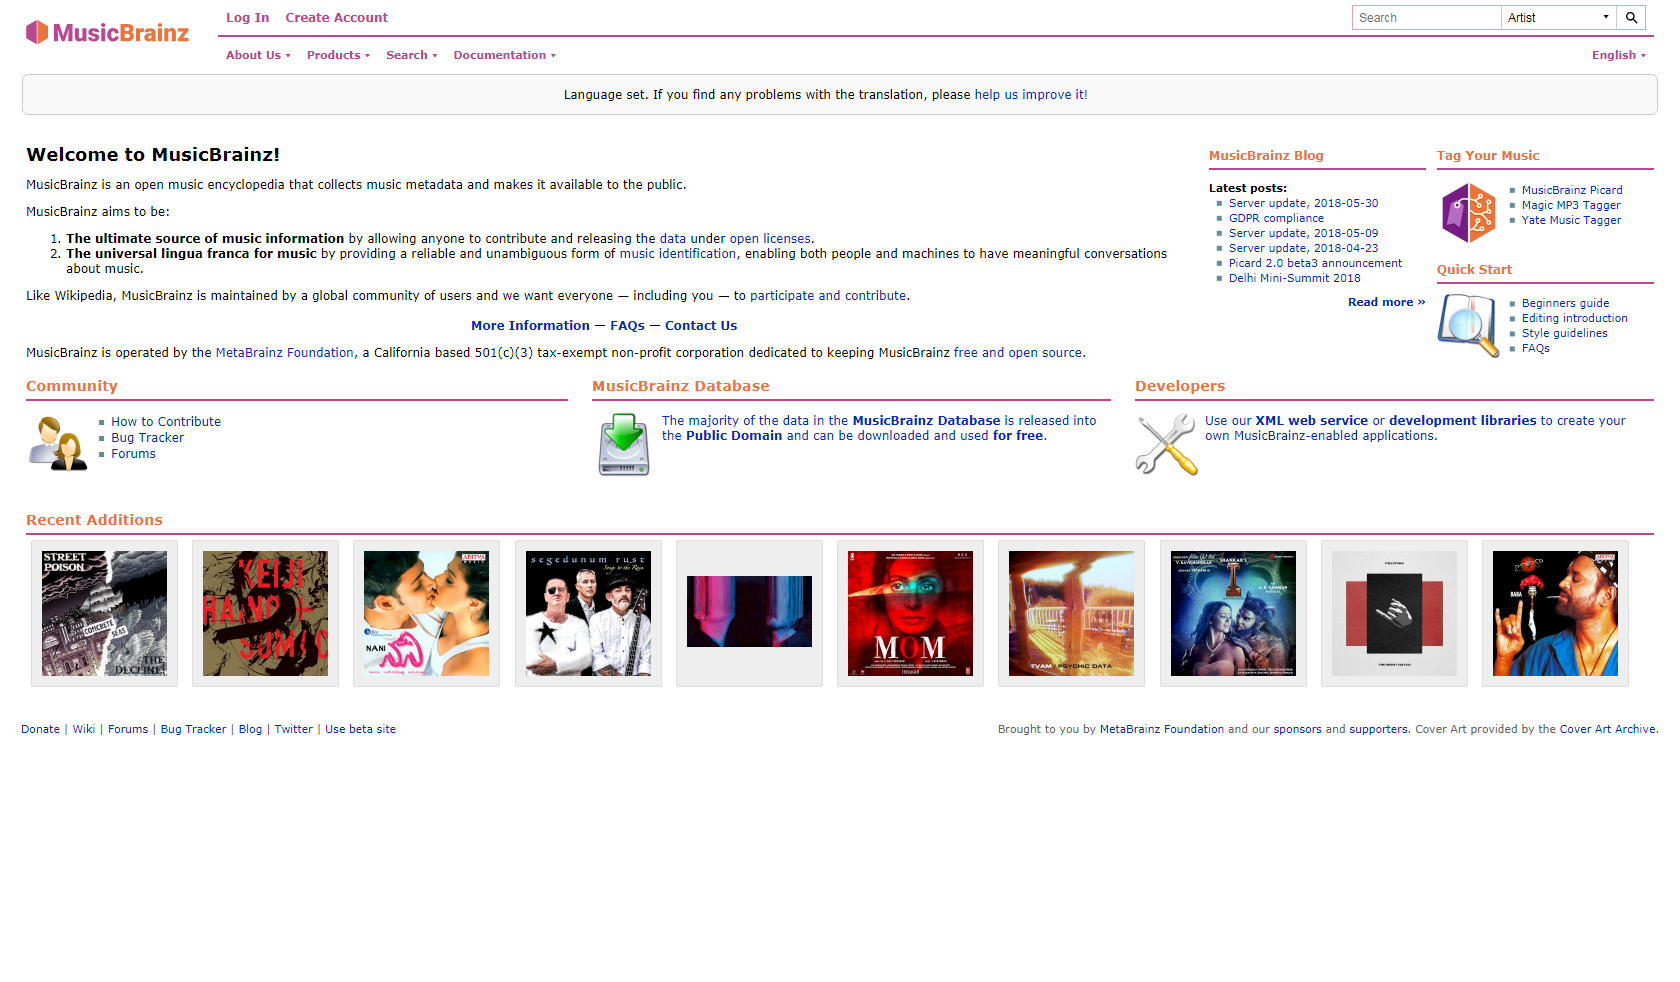 MusicBrainz
Log In Create Account
Search Artist
About Us ▾ Products ▾ Search ▾ Documentation ▾ English ▾
Language set. If you find any problems with the translation, please help us improve it!
Welcome to MusicBrainz!
MusicBrainz is an open music encyclopedia that collects music metadata and makes it available to the public.
MusicBrainz aims to be:
1. The ultimate source of music information by allowing anyone to contribute and releasing the data under open licenses.
2. The universal lingua franca for music by providing a reliable and unambiguous form of music identification, enabling both people and machines to have meaningful conversations
about music.
Like Wikipedia, MusicBrainz is maintained by a global community of users and we want everyone — including you — to participate and contribute.
More Information — FAQs — Contact Us
MusicBrainz is operated by the MetaBrainz Foundation, a California based 501(c)(3) tax-exempt non-profit corporation dedicated to keeping MusicBrainz free and open source.
MusicBrainz Blog
Latest posts:
Server update, 2018-05-30
GDPR compliance
Server update, 2018-05-09
Server update, 2018-04-23
Picard 2.0 beta3 announcement
Delhi Mini-Summit 2018
Read more »
Tag Your Music
MusicBrainz Picard
Magic MP3 Tagger
Yate Music Tagger
Quick Start
Beginners guide
Editing introduction
Style guidelines
FAQs
Community
How to Contribute
Bug Tracker
Forums
MusicBrainz Database
The majority of the data in the MusicBrainz Database is released into
the Public Domain and can be downloaded and used for free.
Developers
Use our XML web service or development libraries to create your
own MusicBrainz-enabled applications.
Recent Additions
STREET
POISON
CONCRETE
SEAS
THE
DECLINE!
KEIJI
HAINO +
SUMAC
ADITYA
MUSIC
NANI
segedunum rust
Songs to the Rain
MOM
TVAM PSYCHIC DATA
SHANKAR'S
I
POLYPHIA
ADITYA
BABA
Donate | Wiki | Forums | Bug Tracker | Blog | Twitter | Use beta site
Brought to you by MetaBrainz Foundation and our sponsors and supporters. Cover Art provided by the Cover Art Archive.